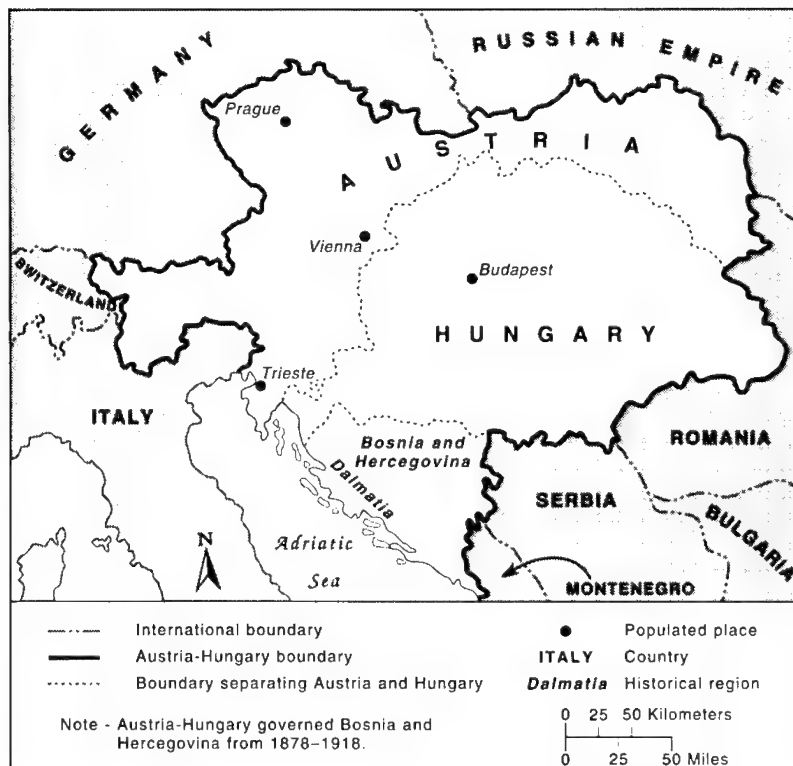 GERMANY
RUSSIAN EMPIRE
Prague
AUSTRIA
Vienna
Budapest
SWITZERLAND
HUNGARY
Trieste
ITALY
ROMANIA
Bosnia and
Hercegovina
Dalmatia
SERBIA
BULGARIA
N
Adriatic
Sea
MONTENEGRO
International boundary
Austria-Hungary boundary
Boundary separating Austria and Hungary
Note - Austria-Hungary governed Bosnia and
Hercegovina from 1878–1918.
Populated place
ITALY Country
Dalmatia Historical region
0 25 50 Kilometers
0 25 50 Miles